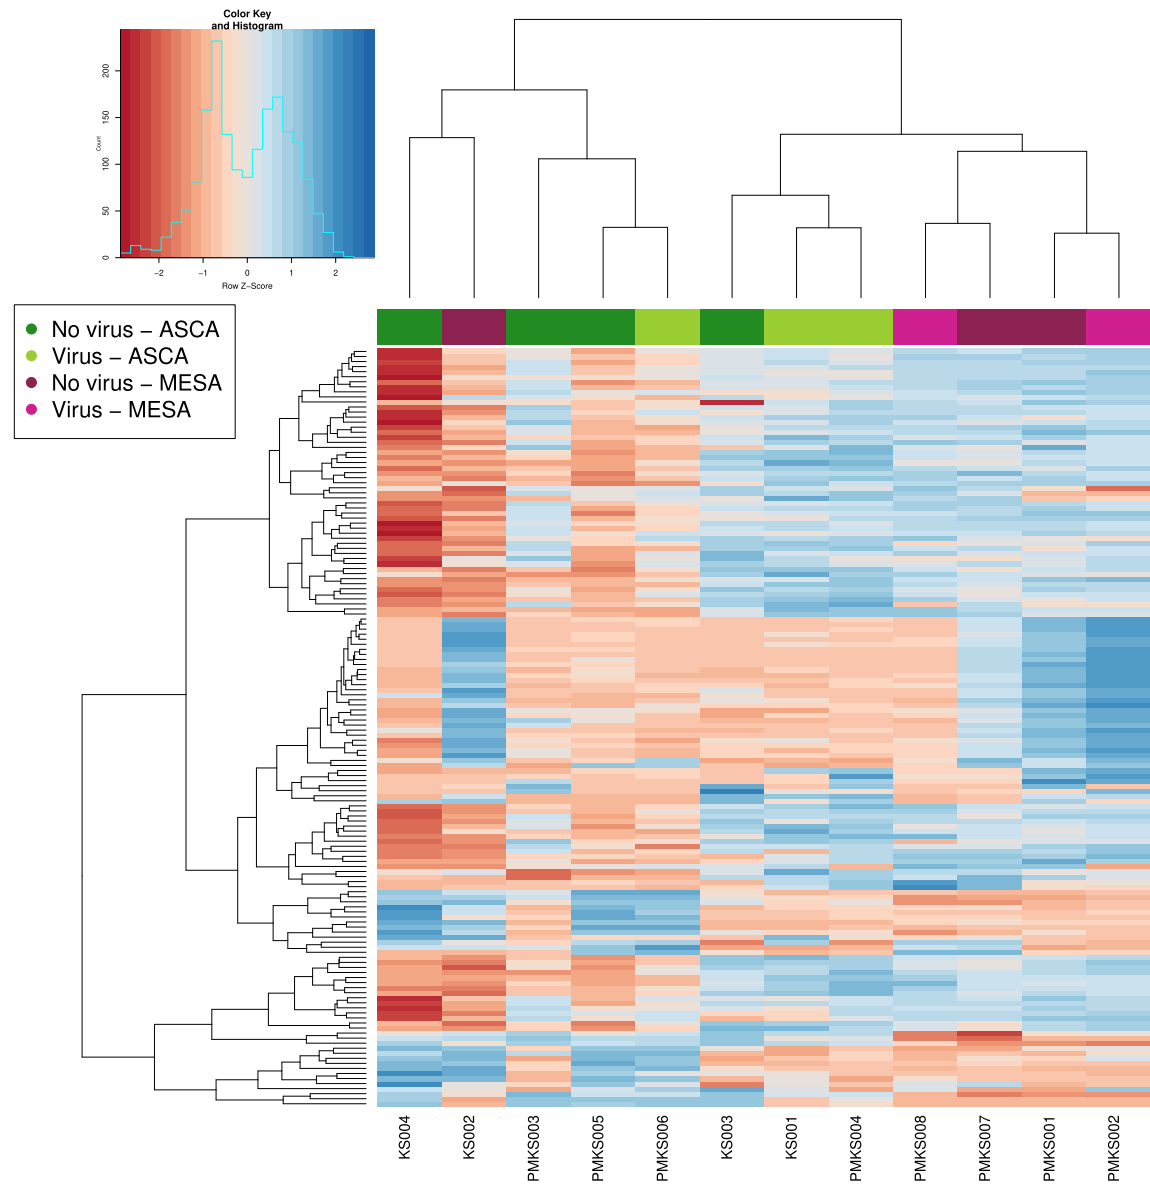 Color Key
and Histogram
Count
0
50
100
150
200
−2
−1
0
1
2
Row Z−Score
No virus − ASCA
Virus − ASCA
No virus − MESA
Virus − MESA
KS004
KS002
PMKS003
PMKS005
PMKS006
KS003
KS001
PMKS004
PMKS008
PMKS007
PMKS001
PMKS002